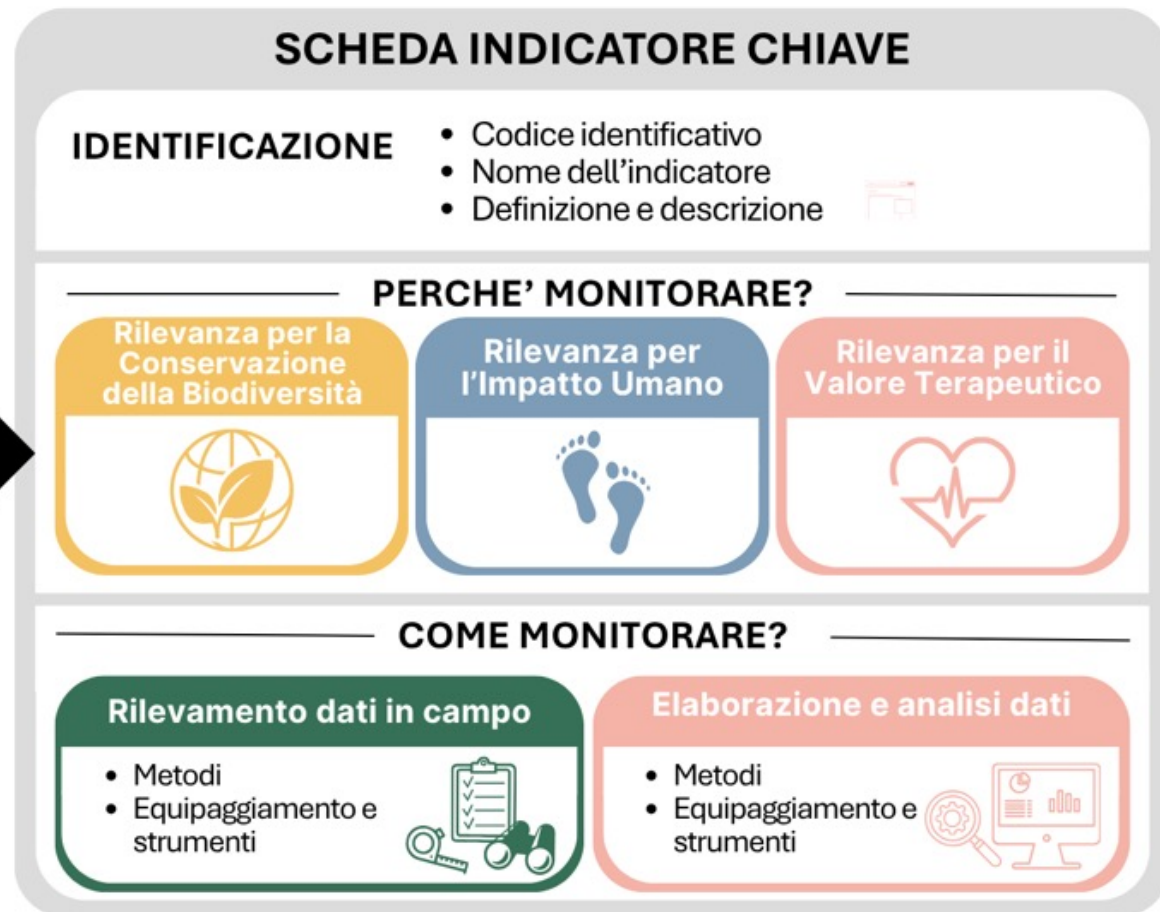 SCHEDA INDICATORE CHIAVE
IDENTIFICAZIONE
• Codice identificativo
• Nome dell'indicatore
• Definizione e descrizione
PERCHE' MONITORARE?
Rilevanza per la
Conservazione
della Biodiversità
Rilevanza per
l'Impatto Umano
Rilevanza per il
Valore Terapeutico
COME MONITORARE?
Rilevamento dati in campo
• Metodi
• Equipaggiamento e
strumenti
Elaborazione e analisi dati
• Metodi
• Equipaggiamento e
strumenti